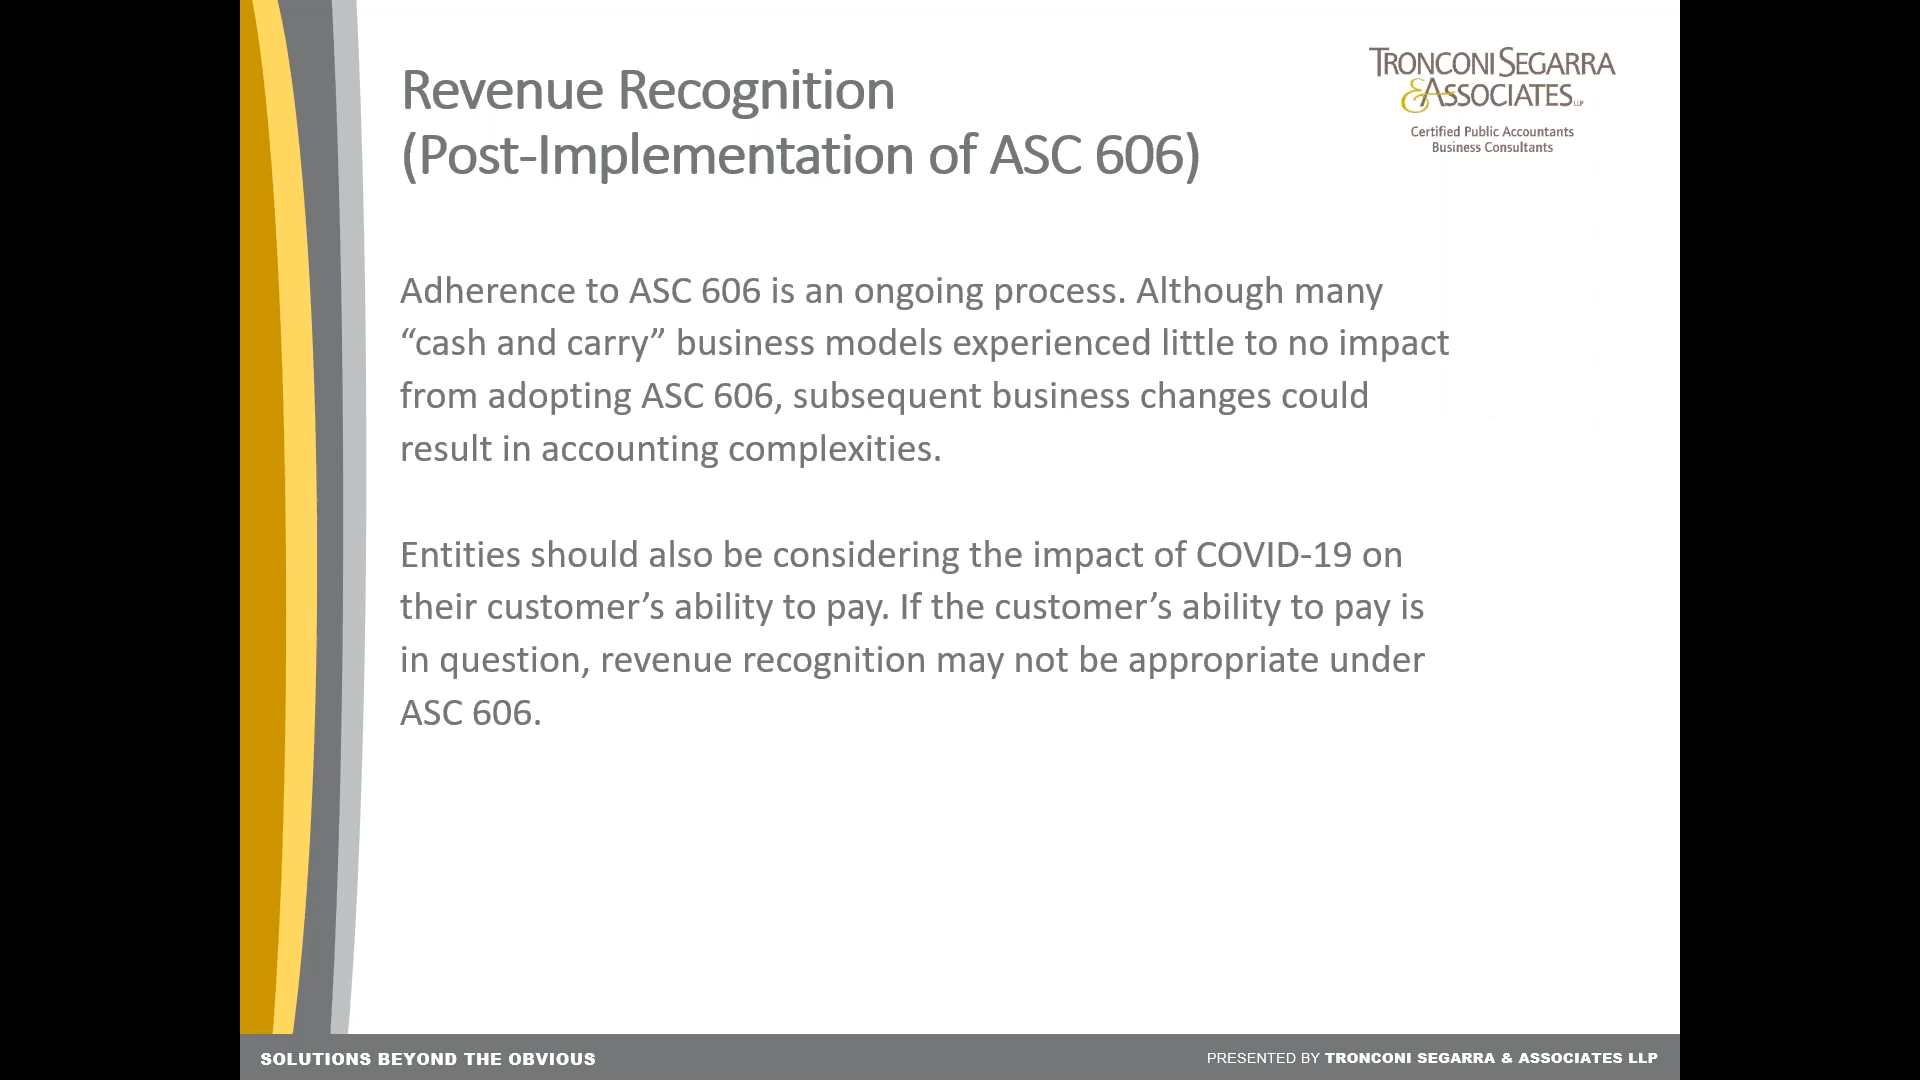 Revenue Recognition
(Post-Implementation of ASC 606)
TRONCONI SEGARRA
& ASSOCIATES LLP
Certified Public Accountants
Business Consultants
Adherence to ASC 606 is an ongoing process. Although many
“cash and carry” business models experienced little to no impact
from adopting ASC 606, subsequent business changes could
result in accounting complexities.
Entities should also be considering the impact of COVID-19 on
their customer’s ability to pay. If the customer’s ability to pay is
in question, revenue recognition may not be appropriate under
ASC 606.
SOLUTIONS BEYOND THE OBVIOUS
PRESENTED BY TRONCONI SEGARRA & ASSOCIATES LLP